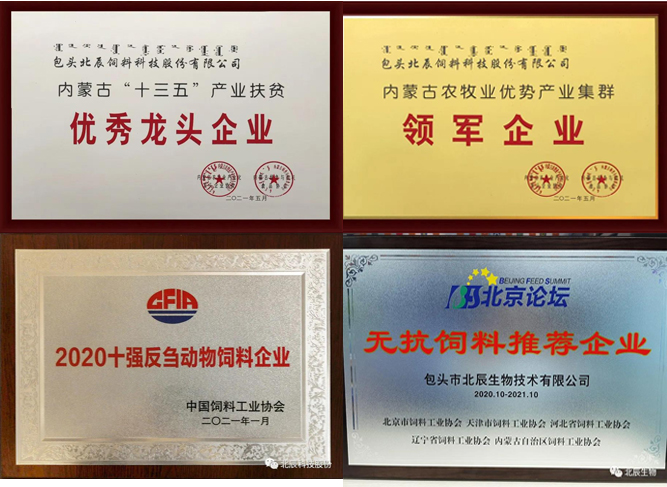 包头北辰饲料科技股份有限公司
内蒙古“十三五”产业扶贫
优秀龙头企业
二〇二一年五月
包头北辰饲料科技股份有限公司
内蒙古农牧业优势产业集群
领军企业
二〇二一年五月
CFIA
2020十强反刍动物饲料企业
中国饲料工业协会
二〇二一年一月
北辰科技股份
BEIJING FEED SUMMIT
北京论坛
无抗饲料推荐企业
包头市北辰生物技术有限公司
2020.10-2021.10
北京市饲料工业协会 天津市饲料工业协会 河北省饲料工业协会
辽宁省饲料工业协会 内蒙古自治区饲料工业协会
北辰生物